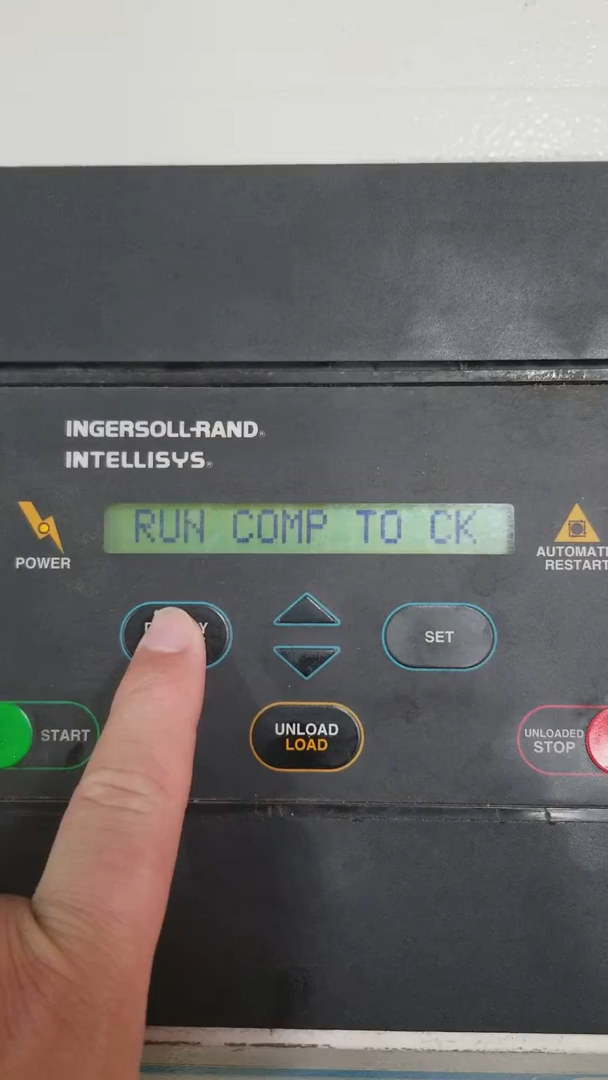 INGERSOLL-RAND®
INTELLISYS®
RUN COMP TO CK
POWER
AUTOMATI
RESTART
SET
START
UNLOAD
LOAD
UNLOADED
STOP